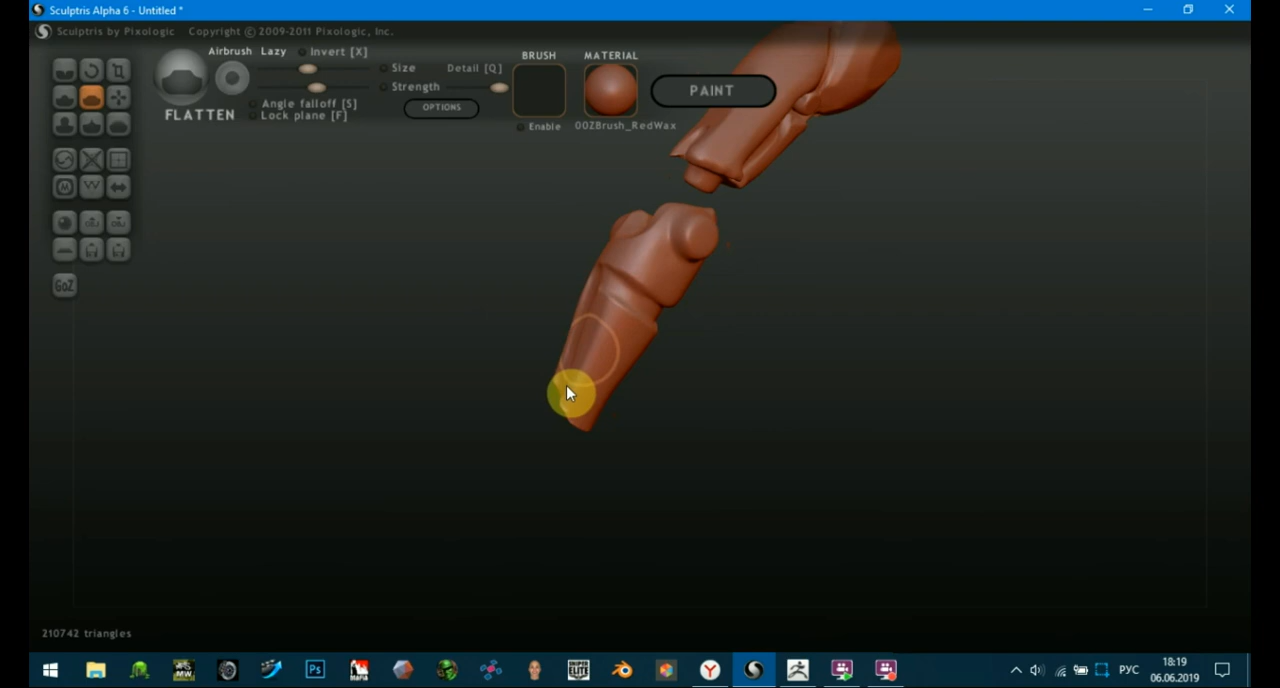 Sculptris Alpha 6 - Untitled *
Sculptris by Pixologic Copyright © 2009-2011 Pixologic, Inc.
Airbrush Lazy Invert [X]
Size Detail [Q]
Strength
Angle falloff [S]
Lock plane [F]
OPTIONS
FLATTEN
BRUSH
Enable
MATERIAL
00ZBrush_RedWax
PAINT
GoZ
210742 triangles
Ps
MAFIA
РУС
18:19
06.06.2019